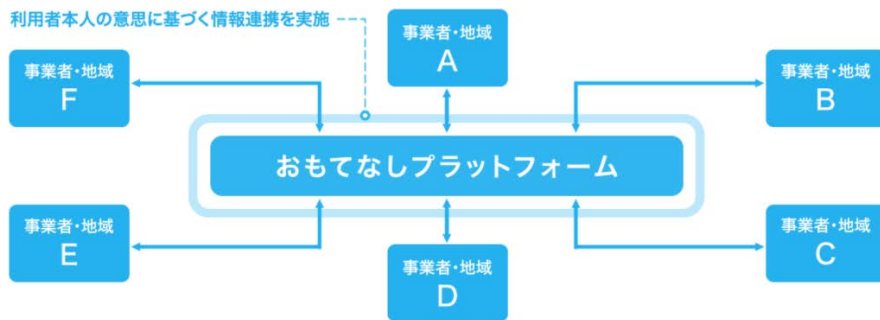 利用者本人の意思に基づく情報連携を実施
事業者・地域
A
事業者・地域
F
事業者・地域
B
おもてなしプラットフォーム
事業者・地域
E
事業者・地域
D
事業者・地域
C